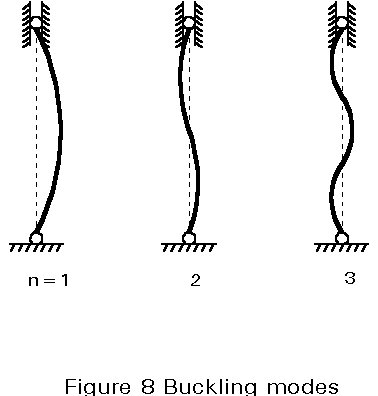 n = 1 2 3
Figure 8 Buckling modes